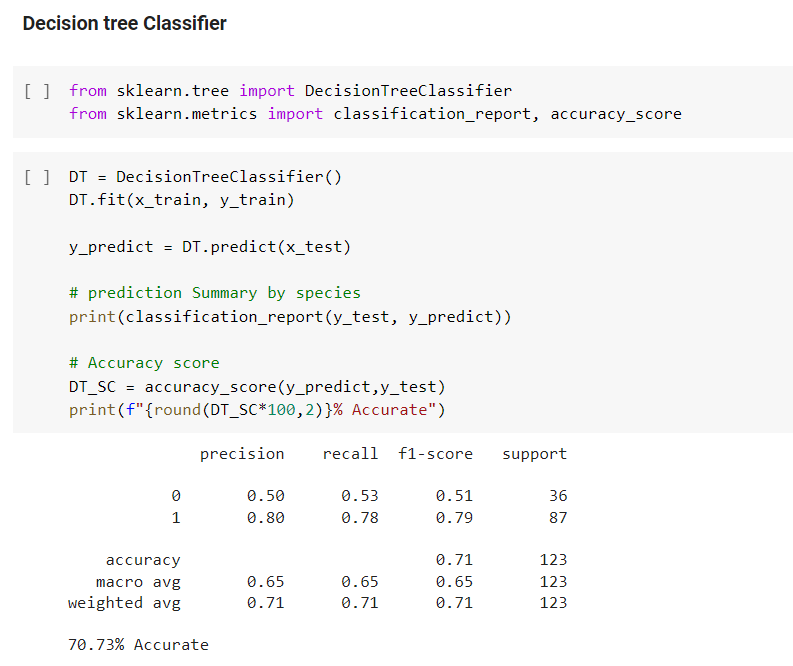 Decision tree Classifier
[ ] from sklearn.tree import DecisionTreeClassifier
from sklearn.metrics import classification_report, accuracy_score
[ ] DT = DecisionTreeClassifier()
DT.fit(x_train, y_train)
y_predict = DT.predict(x_test)
# prediction Summary by species
print(classification_report(y_test, y_predict))
# Accuracy score
DT_SC = accuracy_score(y_predict,y_test)
print(f"{round(DT_SC*100,2)}% Accurate")
precision recall f1-score support
0 0.50 0.53 0.51 36
1 0.80 0.78 0.79 87
accuracy 0.71 123
macro avg 0.65 0.65 0.65 123
weighted avg 0.71 0.71 0.71 123
70.73% Accurate